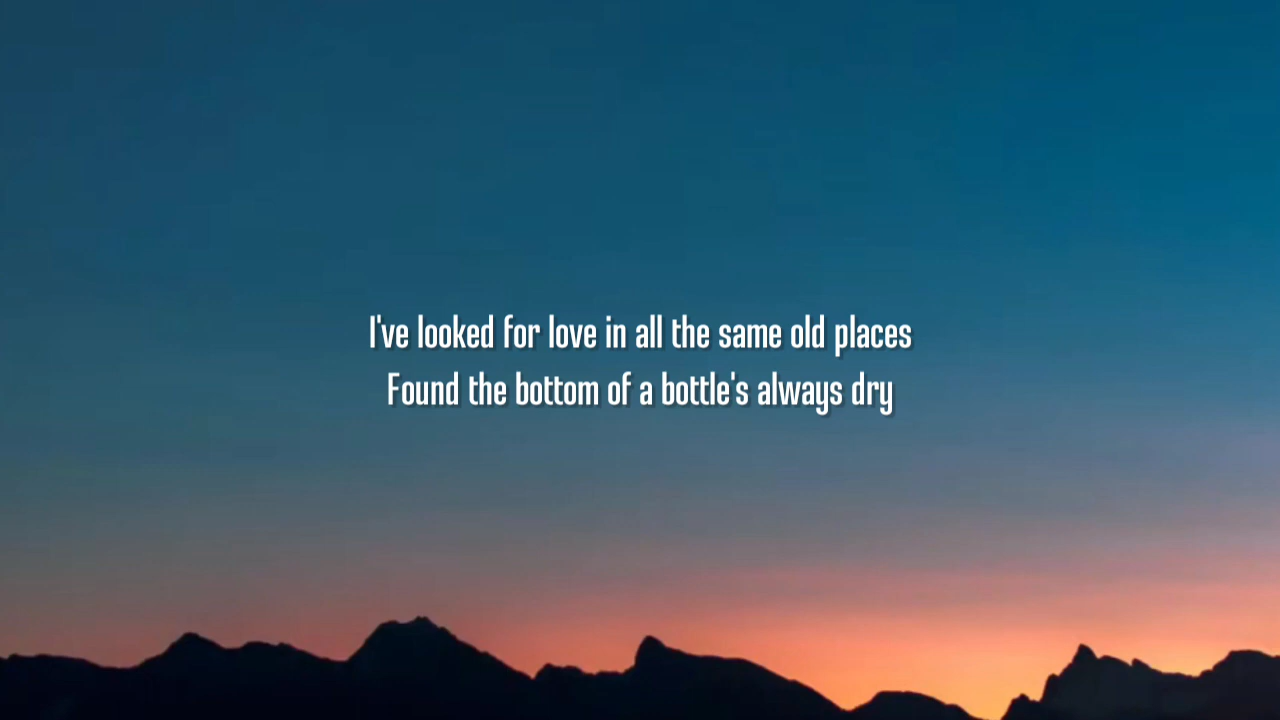 I've looked for love in all the same old places
Found the bottom of a bottle's always dry